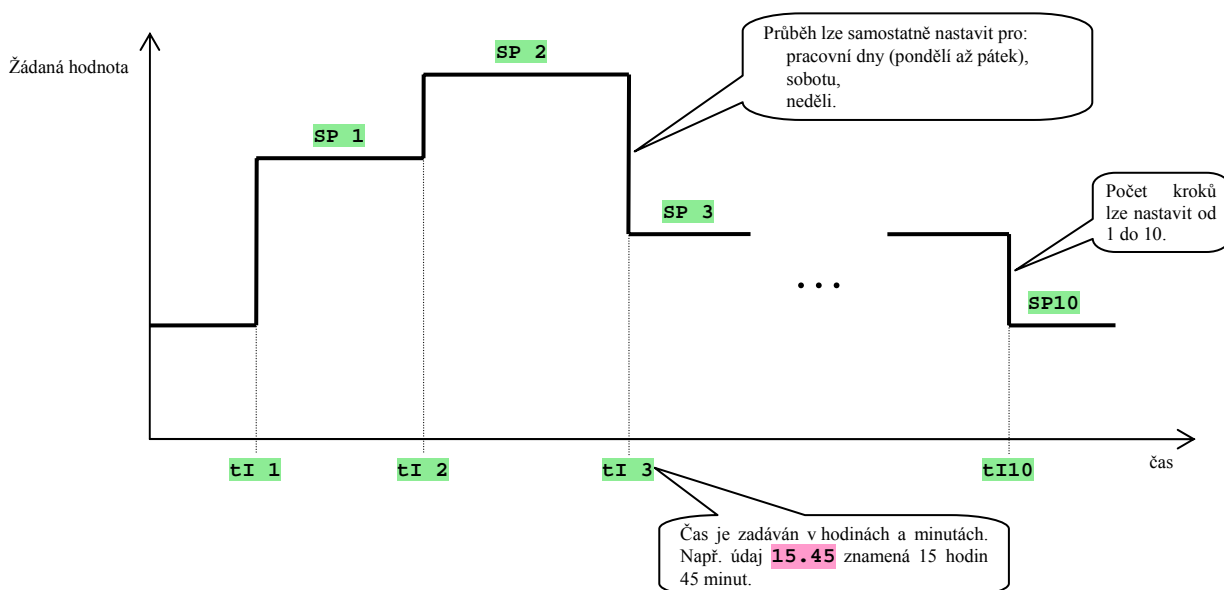 Žádaná hodnota
SP 1
SP 2
Průběh lze samostatně nastavit pro:
pracovní dny (pondělí až pátek),
sobotu,
neděli.
SP 3
...
Počet kroků
lze nastavit od
1 do 10.
SP10
tI 1
tI 2
tI 3
tI10
čas
Čas je zadáván v hodinách a minutách.
Např. údaj 15.45 znamená 15 hodin
45 minut.